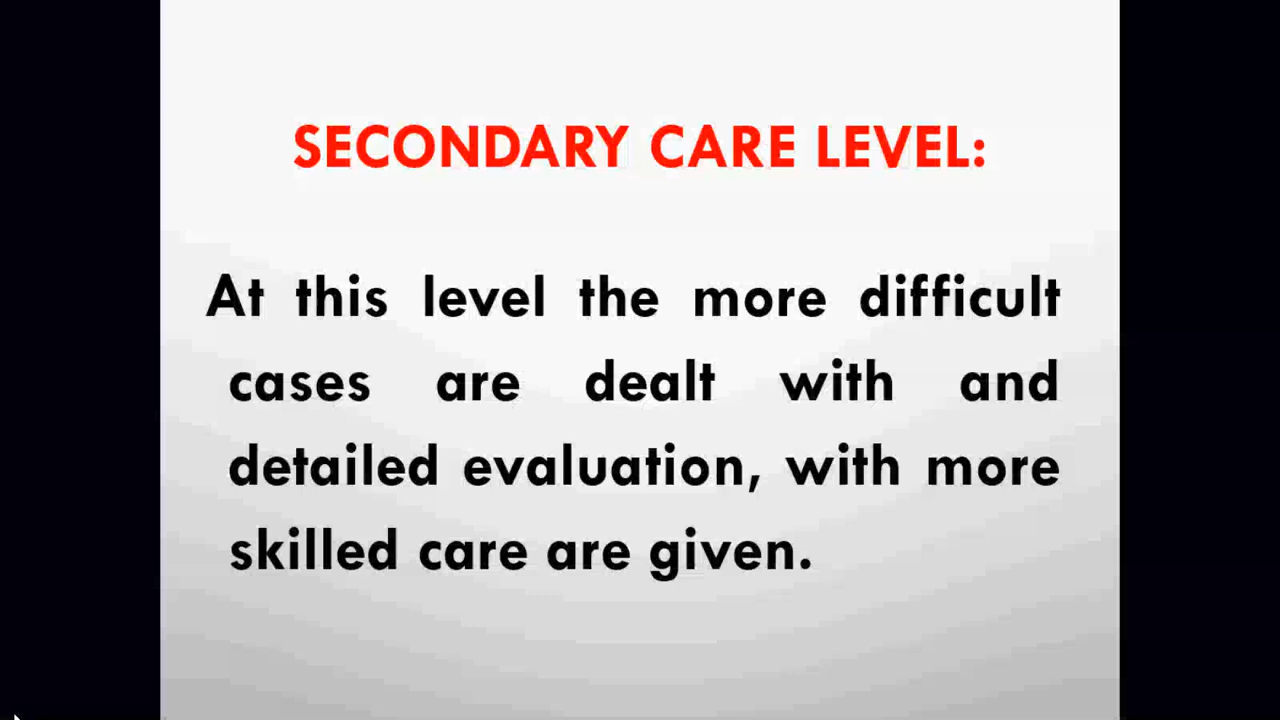 SECONDARY CARE LEVEL:
At this level the more difficult
cases are dealt with and
detailed evaluation, with more
skilled care are given.